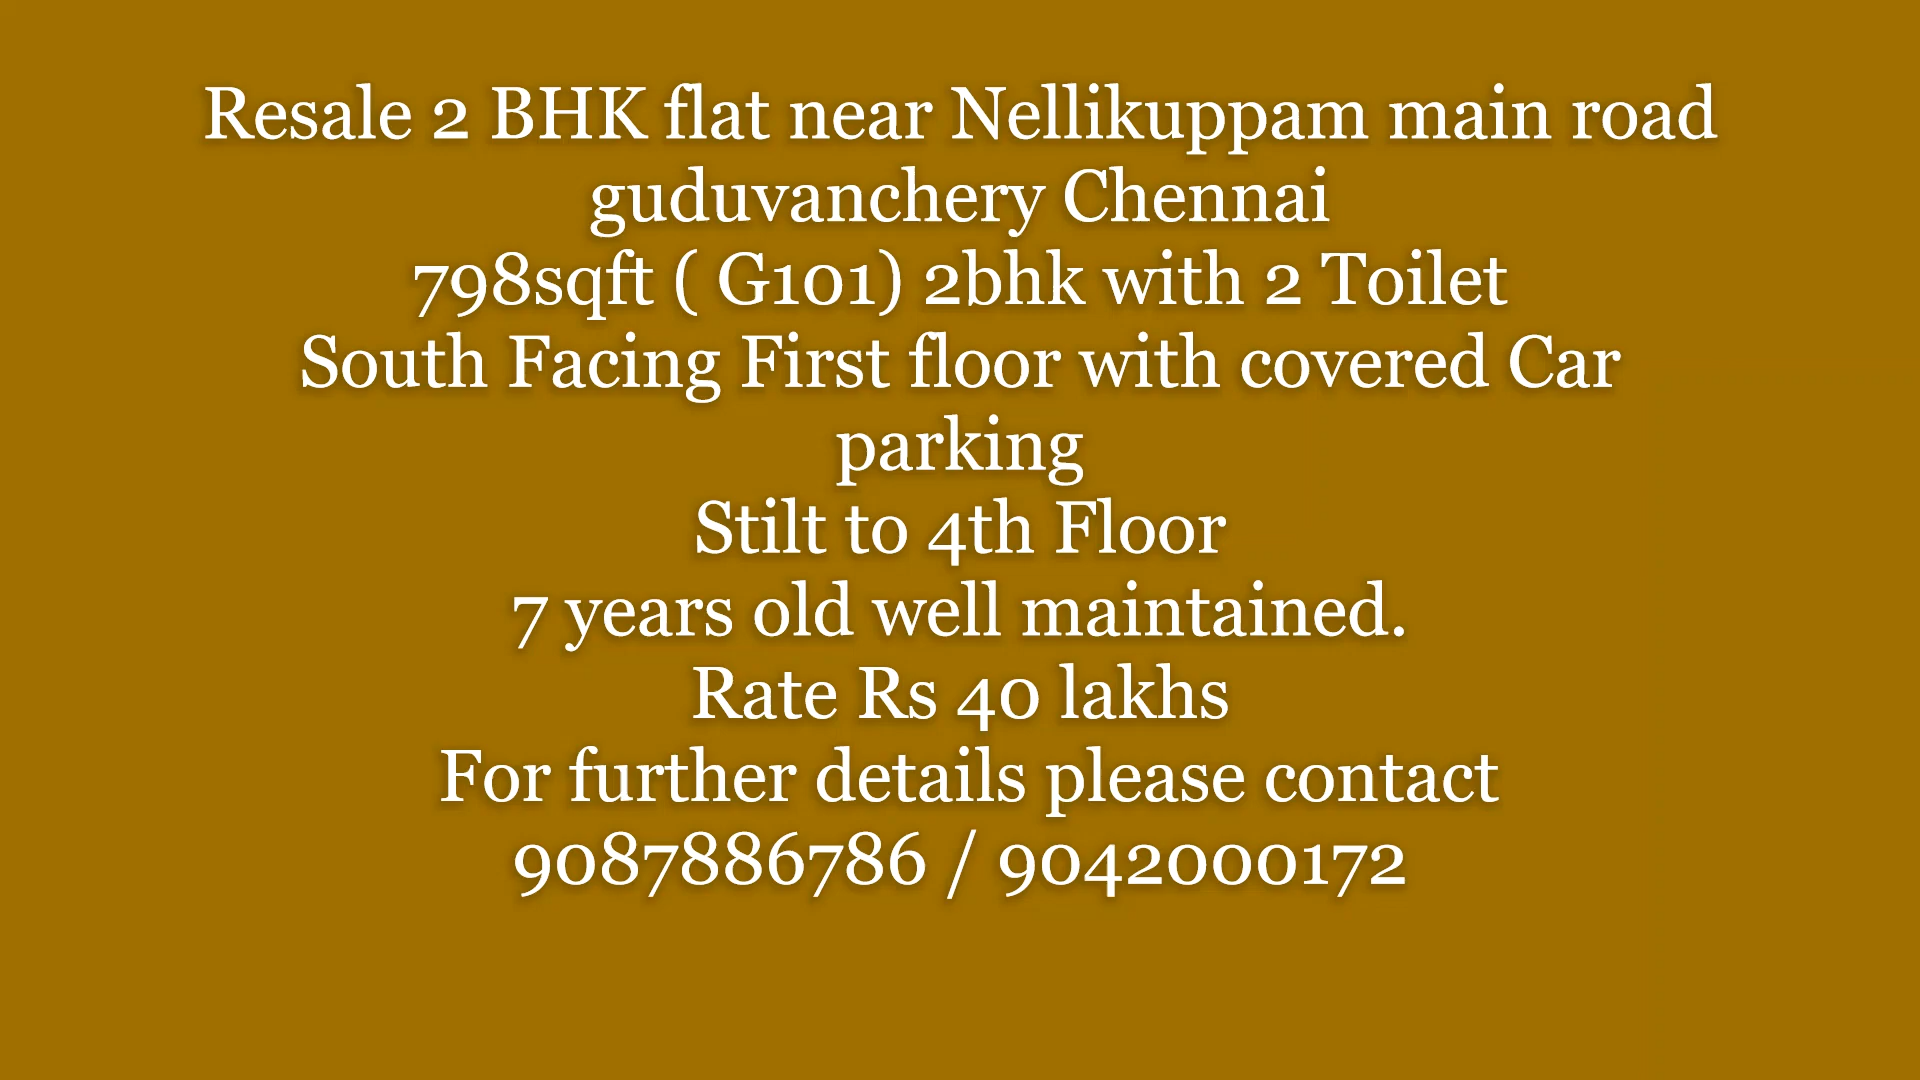 Resale 2 BHK flat near Nellikuppam main road
guduvanchery Chennai
798sqft ( G101) 2bhk with 2 Toilet
South Facing First floor with covered Car
parking
Stilt to 4th Floor
7 years old well maintained.
Rate Rs 40 lakhs
For further details please contact
9087886786 / 9042000172